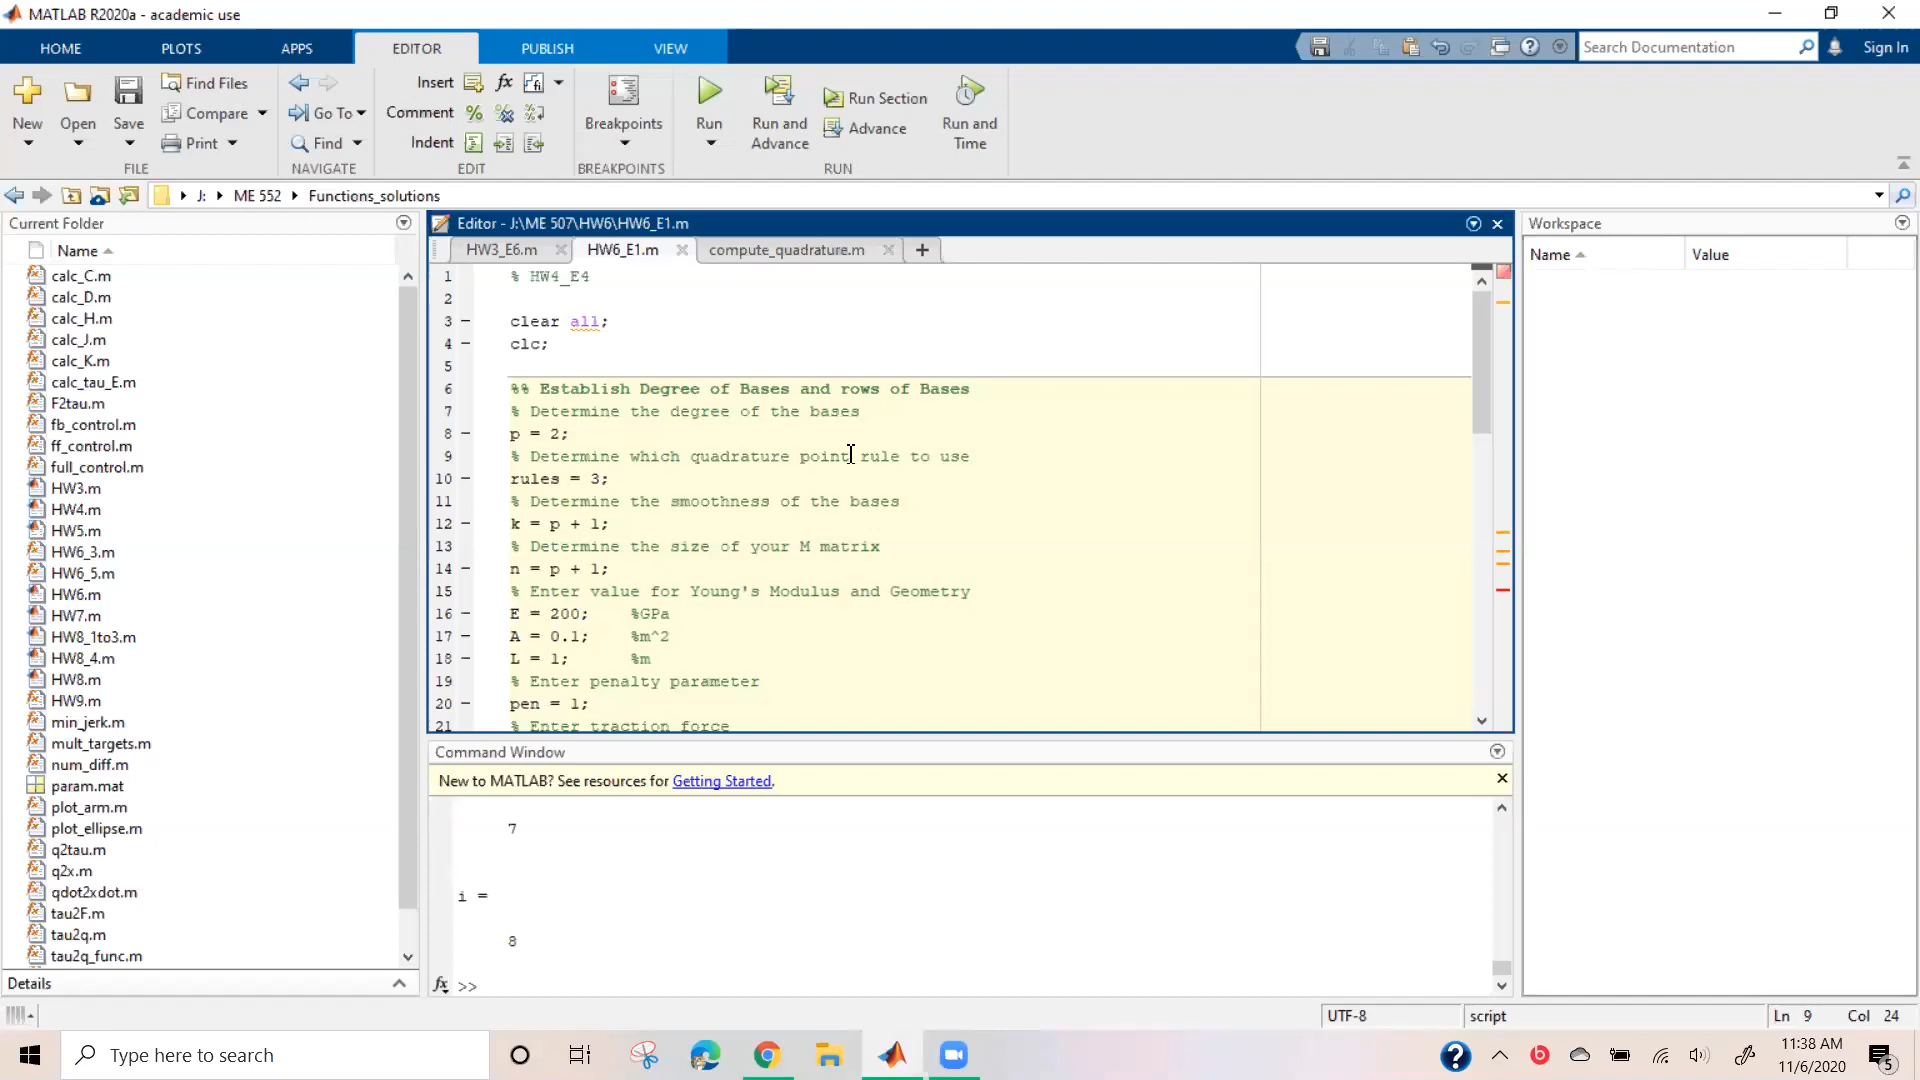 MATLAB R2020a - academic use
HOME
PLOTS
APPS
EDITOR
PUBLISH
VIEW
Search Documentation
Sign In
New
Open
Save
Find Files
Compare
Print
FILE
Go To
Find
NAVIGATE
Insert
fx
Comment
%
Indent
EDIT
Breakpoints
BREAKPOINTS
Run
Run and
Advance
Run Section
Advance
Run and
Time
RUN
J:
ME 552
Functions_solutions
Current Folder
Name
calc_C.m
calc_D.m
calc_H.m
calc_J.m
calc_K.m
calc_tau_E.m
F2tau.m
fb_control.m
ff_control.m
full_control.m
HW3.m
HW4.m
HW5.m
HW6_3.m
HW6_5.m
HW6.m
HW7.m
HW8_1to3.m
HW8_4.m
HW8.m
HW9.m
min_jerk.m
mult_targets.m
num_diff.m
param.mat
plot_arm.m
plot_ellipse.m
q2tau.m
q2x.m
qdot2xdot.m
tau2F.m
tau2q.m
tau2q_func.m
Details
Editor - J:\ME 507\HW6\HW6_E1.m
HW3_E6.m
HW6_E1.m
compute_quadrature.m
1 % HW4_E4
2
3 clear all;
4 clc;
5
6 %% Establish Degree of Bases and rows of Bases
7 % Determine the degree of the bases
8 p = 2;
9 % Determine which quadrature point rule to use
10 rules = 3;
11 % Determine the smoothness of the bases
12 k = p + 1;
13 % Determine the size of your M matrix
14 n = p + 1;
15 % Enter value for Young's Modulus and Geometry
16 E = 200; %GPa
17 A = 0.1; %m^2
18 L = 1; %m
19 % Enter penalty parameter
20 pen = 1;
21 % Enter traction force
Command Window
New to MATLAB? See resources for Getting Started.
7
i =
8
fx >>
Workspace
Name
Value
UTF-8
script
Ln 9 Col 24
Type here to search
11:38 AM
11/6/2020
5